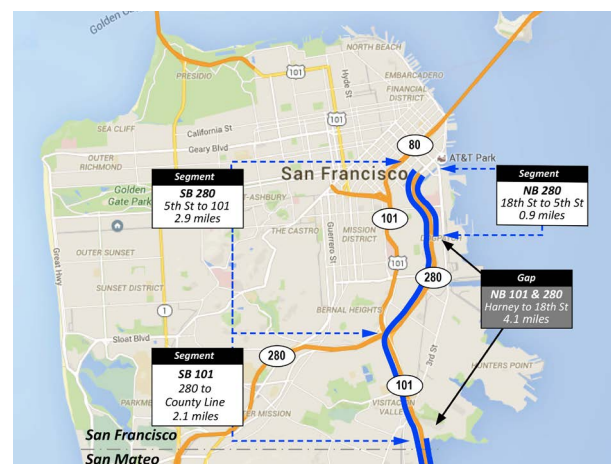 Golden G
101
NORTH BEACH
PRESIDIO
Hyde St
EMBARCADERO
FINANCIAL
DISTRICT
101
SEA CLIFF
California St
Geary Blvd
80
AT&T Park
OUTER
RICHMOND
INNER
San Francisco
Segment
SB 280
5th St to 101
2.9 miles
Segment
NB 280
18th St to 5th St
0.9 miles
Golden
Gate Park
T-ASHBURY
101
Great Hwy
THE CASTRO
Guerrero St
MISSION
DISTRICT
OUTER SUNSET
101
SUNSET DISTRICT
280
Gap
NB 101 & 280
Harney to 18th St
4.1 miles
1
BERNAL HEIGHTS
Sloat Blvd
3rd St
Segment
SB 101
280 to
County Line
2.1 miles
280
HUNTERS POINT
101
PARKM
ER MISSION
VISITACION
VALLEY
San Francisco
San Mateo